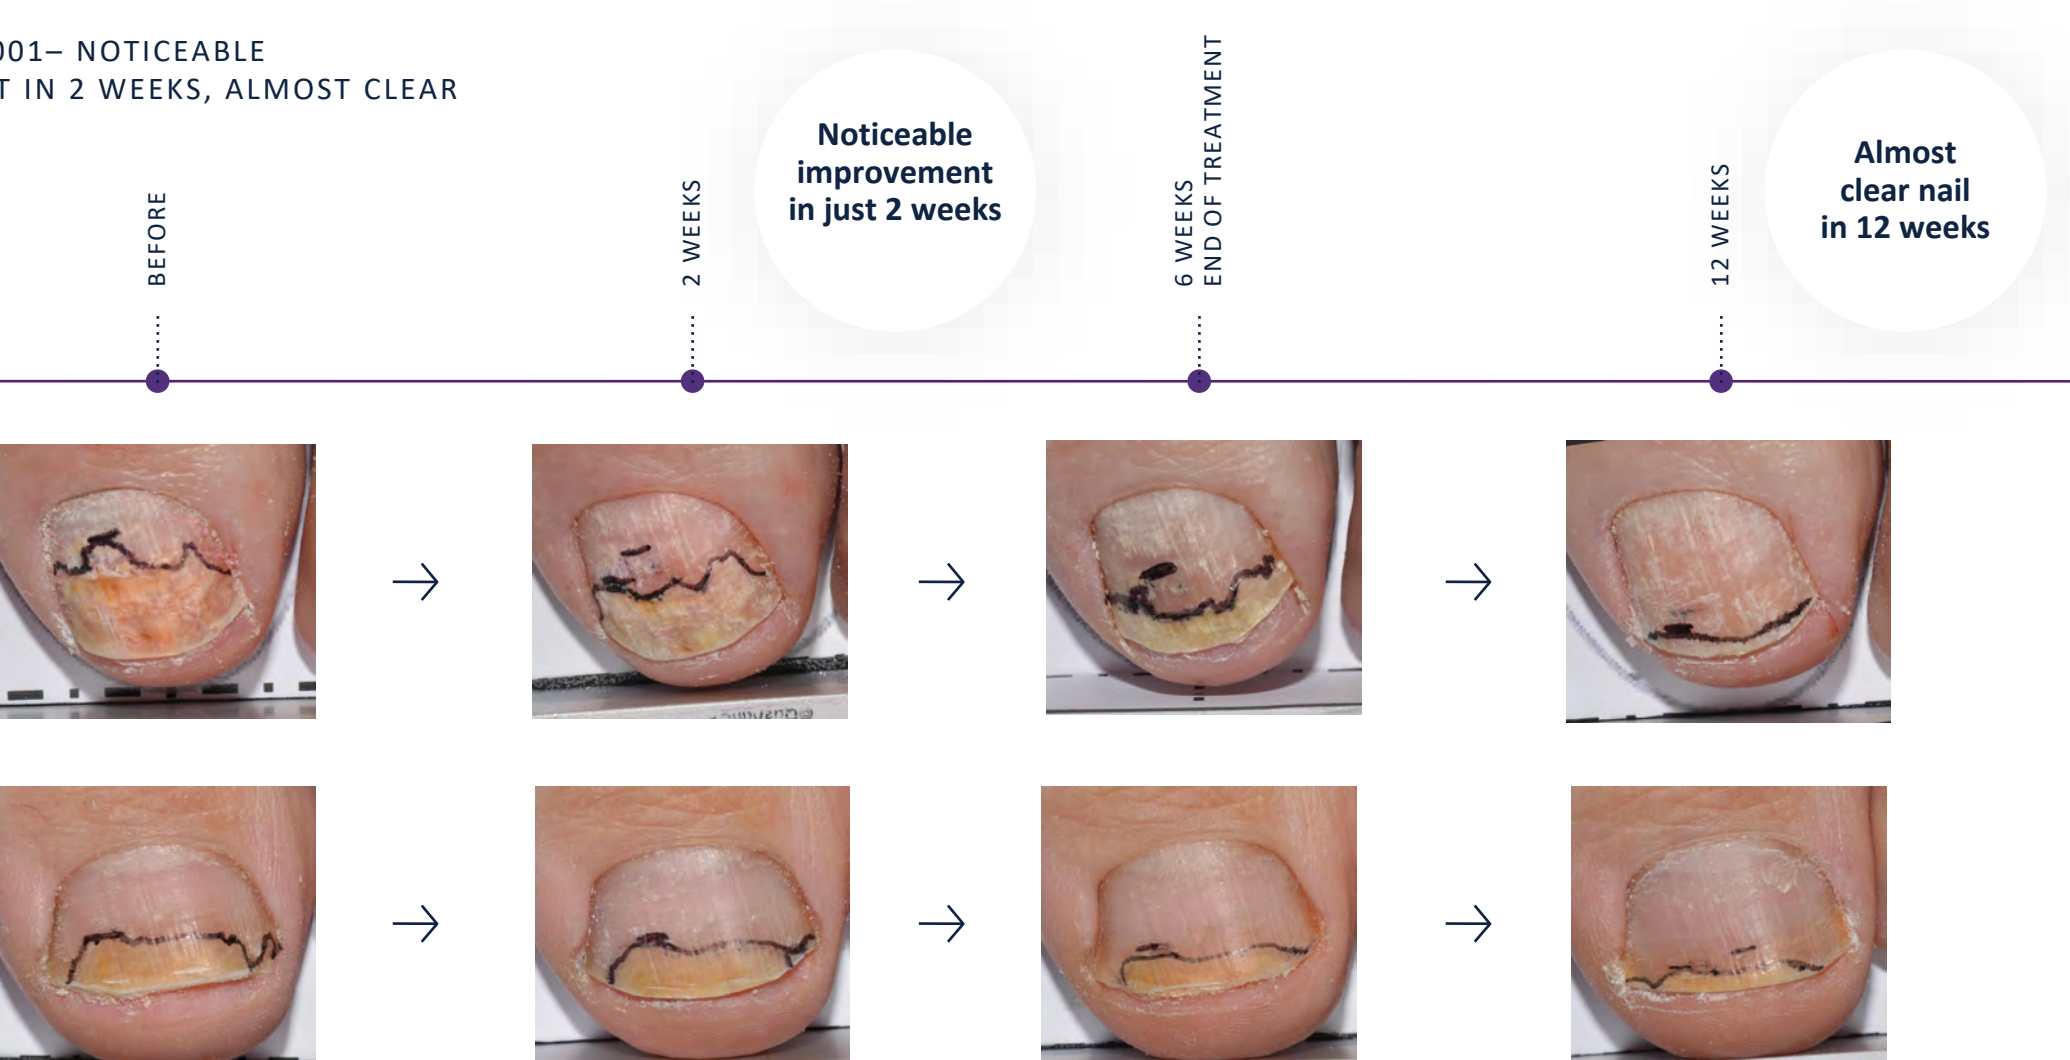 001– NOTICEABLE
T IN 2 WEEKS, ALMOST CLEAR
BEFORE
2 WEEKS
Noticeable
improvement
in just 2 weeks
6 WEEKS
END OF TREATMENT
12 WEEKS
Almost
clear nail
in 12 weeks